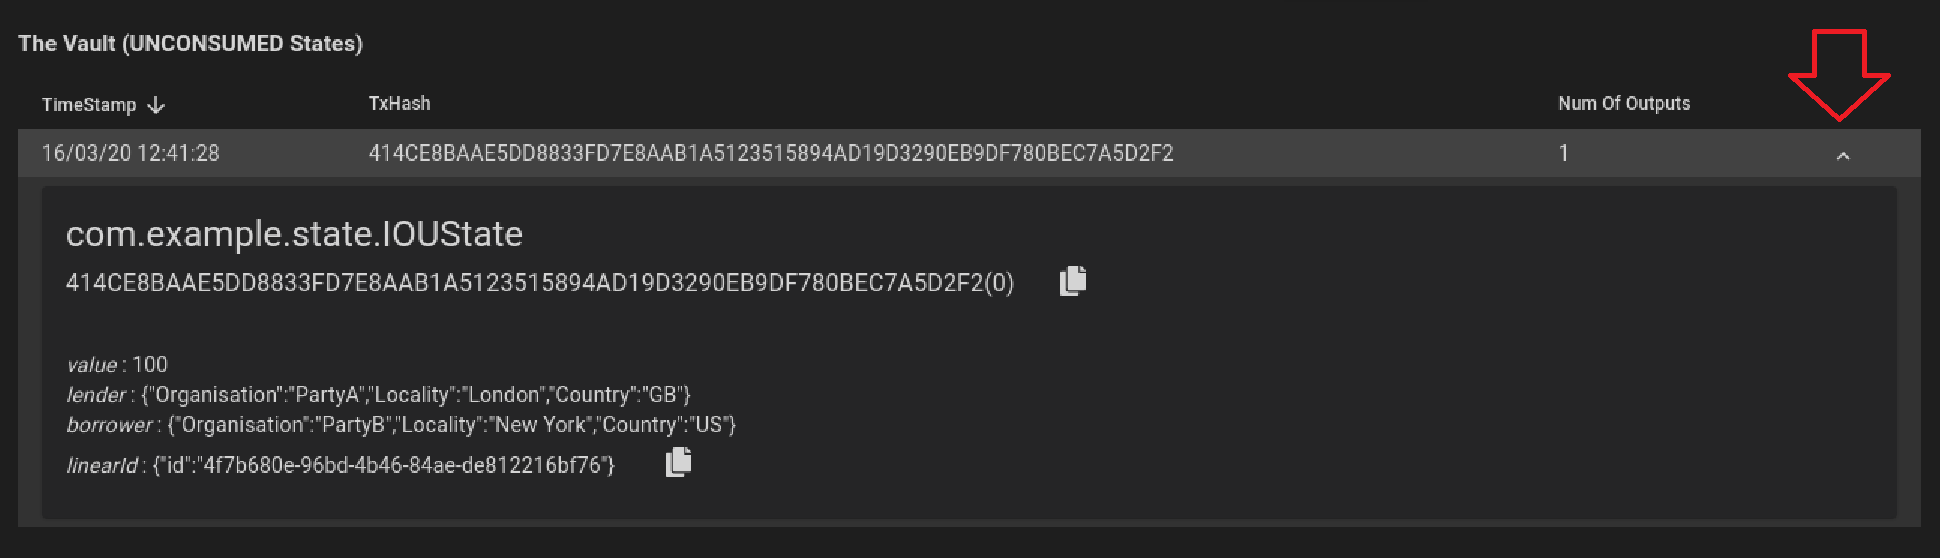 The Vault (UNCONSUMED States)
TimeStamp TxHash Num Of Outputs
16/03/20 12:41:28 414CE8BAAE5DD8833FD7E8AAB1A5123515894AD19D3290EB9DF780BEC7A5D2F2 1
com.example.state.IOUState
414CE8BAAE5DD8833FD7E8AAB1A5123515894AD19D3290EB9DF780BEC7A5D2F2(0)
value : 100
lender : {"Organisation":"PartyA","Locality":"London","Country":"GB"}
borrower : {"Organisation":"PartyB","Locality":"New York","Country":"US"}
linearId : {"id":"4f7b680e-96bd-4b46-84ae-de812216bf76"}